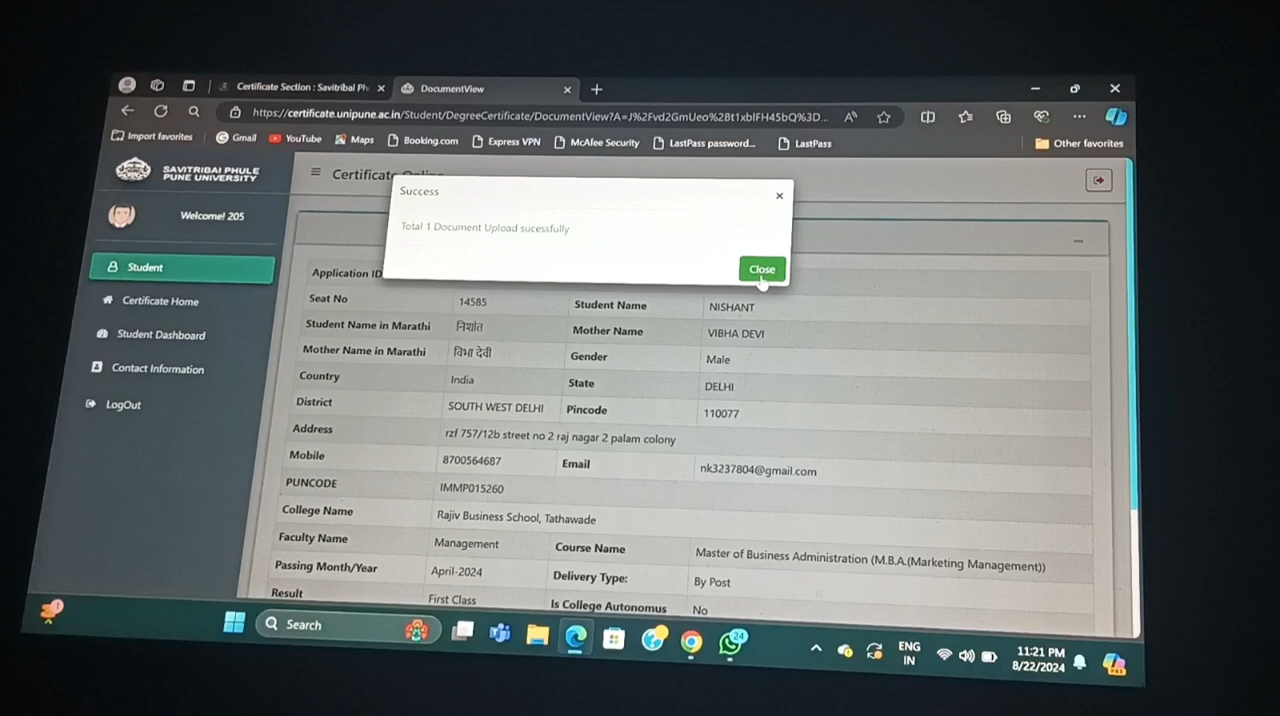 Certificate Section : Savitribai Ph
DocumentView
https://certificate.unipune.ac.in/Student/DegreeCertificate/DocumentView?A=J%2Fvd2GmUeo%2Bt1xbIFH45bQ%3D...
Import favorites Gmail YouTube Maps Booking.com Express VPN McAfee Security LastPass password... LastPass Other favorites
SAVITRIBAI PHULE
PUNE UNIVERSITY
Certificate Online
Welcome! 205
Success
Total 1 Document Upload sucessfully
Close
Student
Certificate Home
Student Dashboard
Contact Information
LogOut
Application ID
Seat No 14585 Student Name NISHANT
Student Name in Marathi निशांत Mother Name VIBHA DEVI
Mother Name in Marathi विभा देवी Gender Male
Country India State DELHI
District SOUTH WEST DELHI Pincode 110077
Address rzf 757/12b street no 2 raj nagar 2 palam colony
Mobile 8700564687 Email nk3237804@gmail.com
PUNCODE IMMP015260
College Name Rajiv Business School, Tathawade
Faculty Name Management Course Name Master of Business Administration (M.B.A.(Marketing Management))
Passing Month/Year April-2024 Delivery Type: By Post
Result First Class Is College Autonomus No
1
Search
24
ENG
IN
11:21 PM
8/22/2024